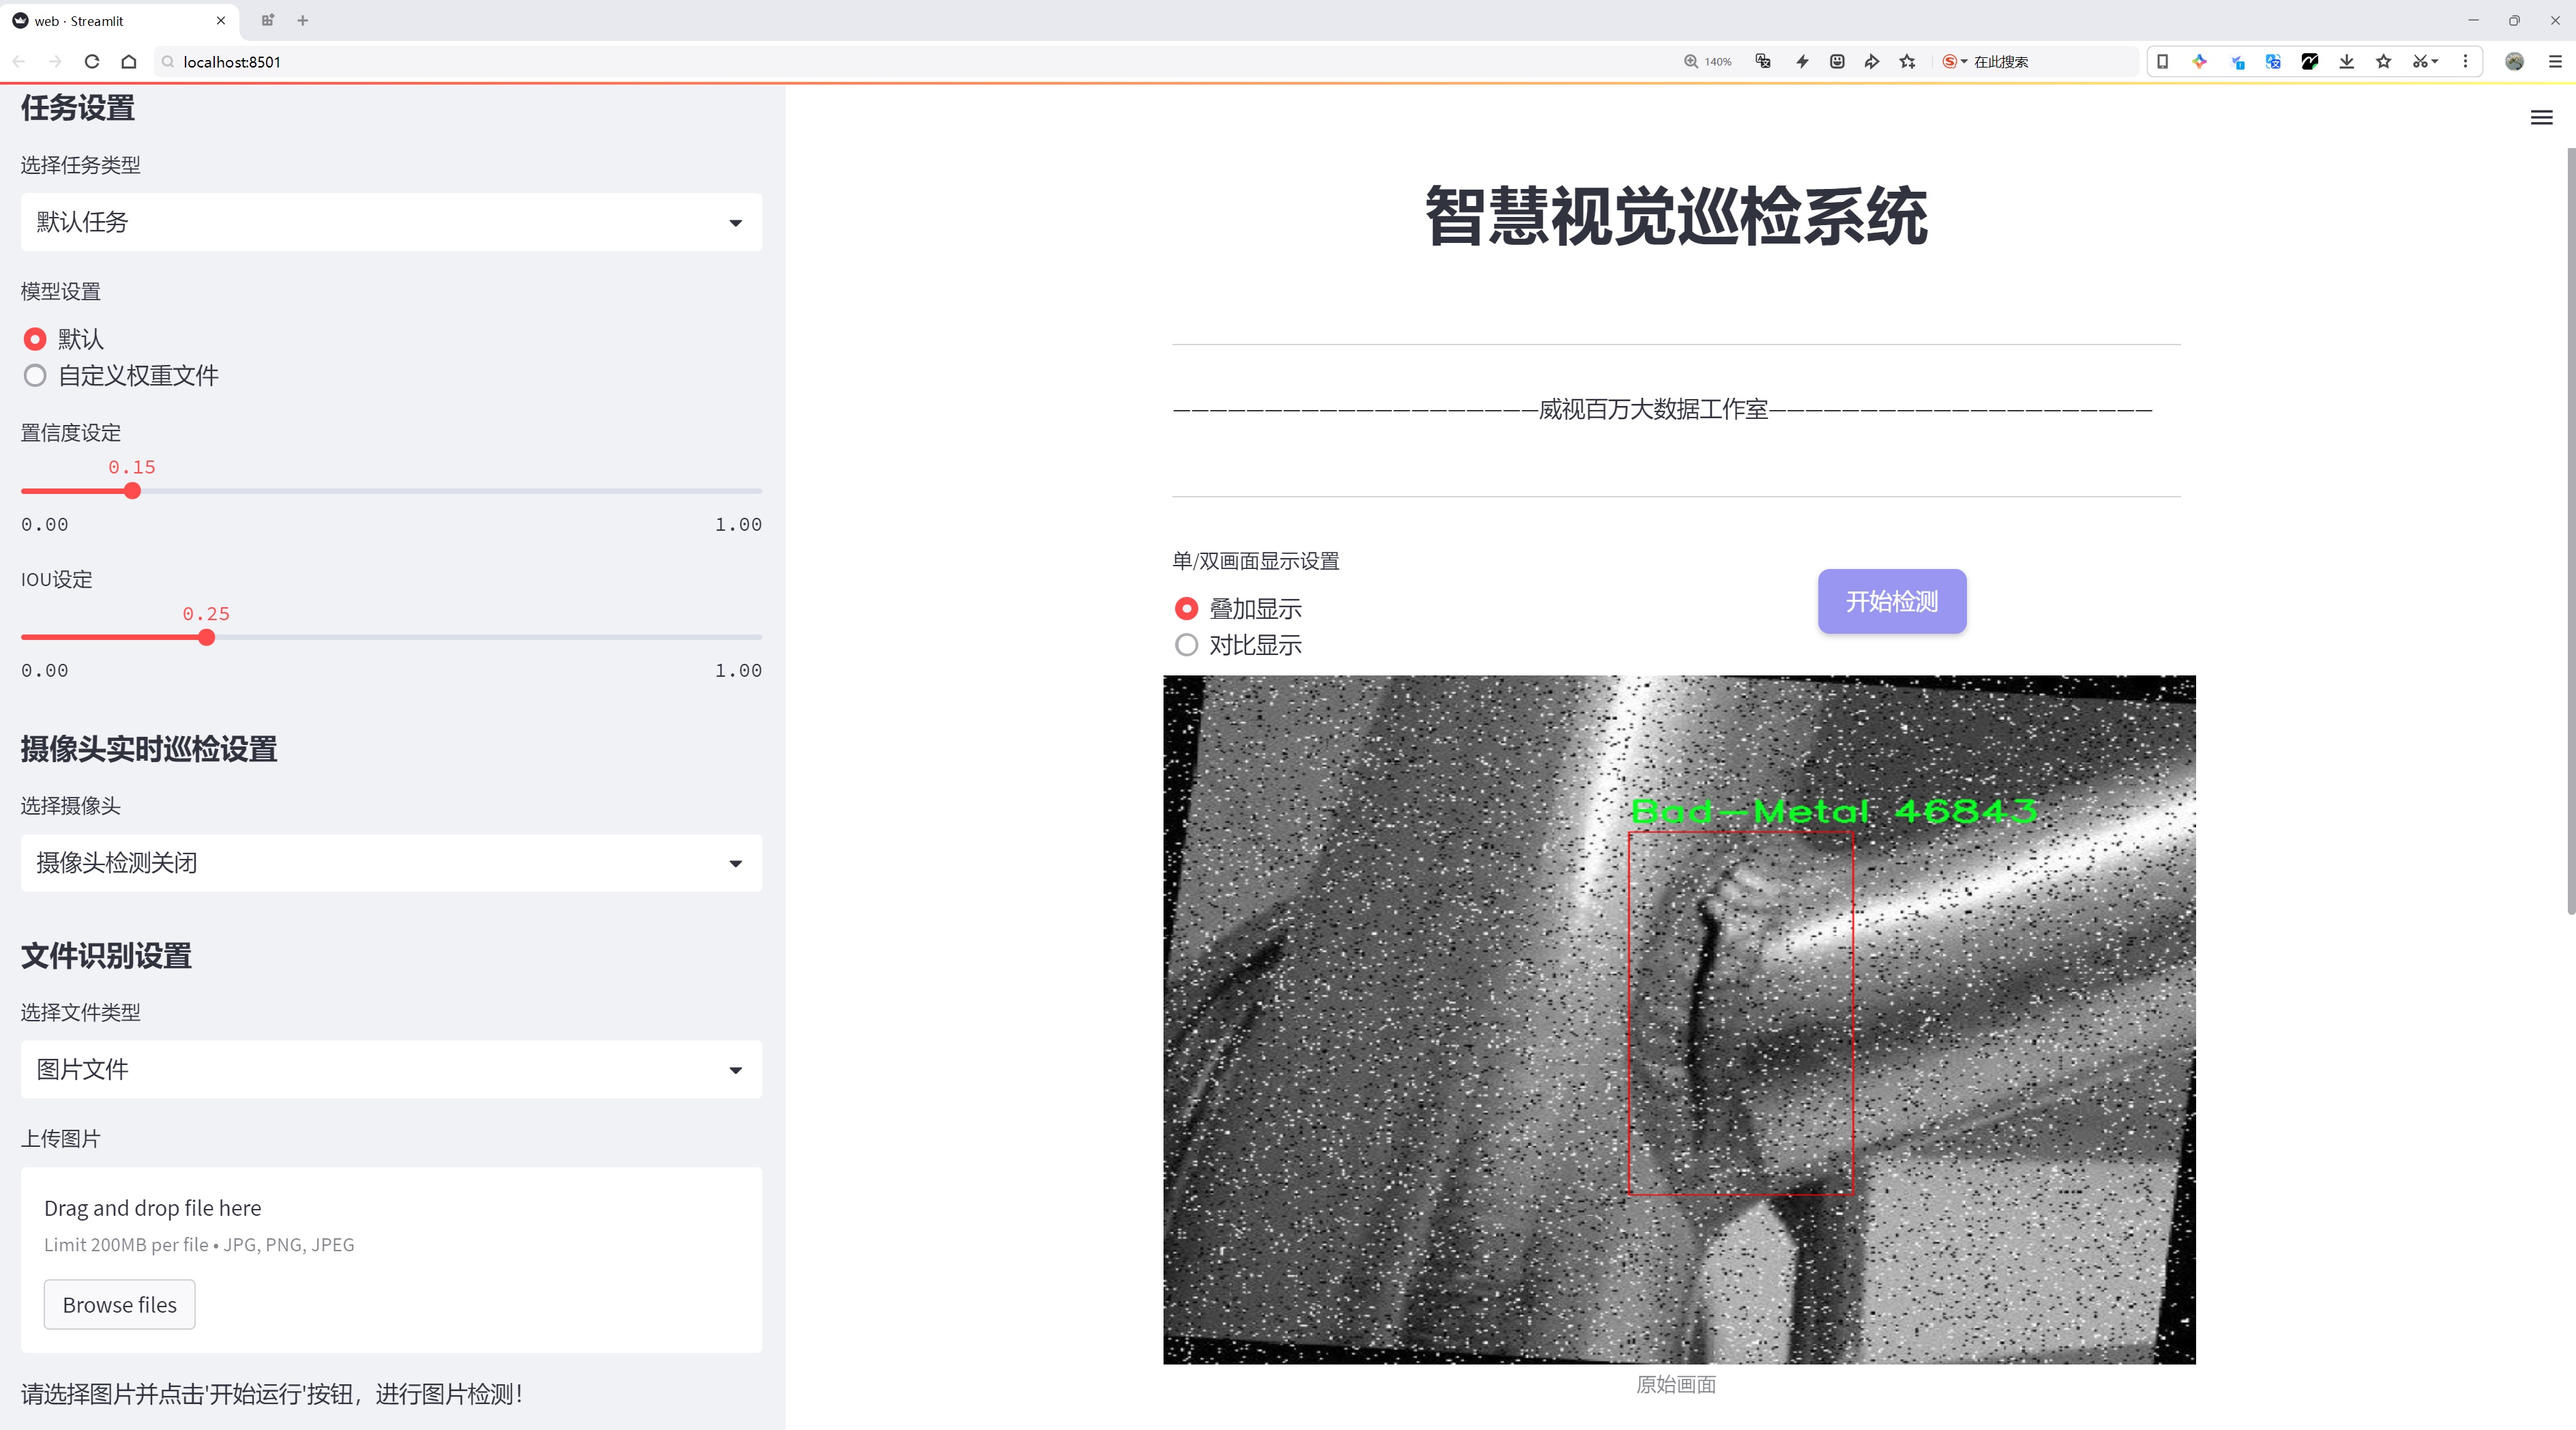 web · Streamlit
localhost:8501
140%
在此搜索
任务设置
选择任务类型
默认任务
模型设置
默认
自定义权重文件
置信度设定
0.15
0.00
1.00
IOU设定
0.25
0.00
1.00
摄像头实时巡检设置
选择摄像头
摄像头检测关闭
文件识别设置
选择文件类型
图片文件
上传图片
Drag and drop file here
Limit 200MB per file • JPG, PNG, JPEG
Browse files
请选择图片并点击'开始运行'按钮，进行图片检测！
智慧视觉巡检系统
—————————————————————威视百万大数据工作室——————————————————————
单/双画面显示设置
叠加显示
对比显示
开始检测
Bad-Metal 46843
原始画面